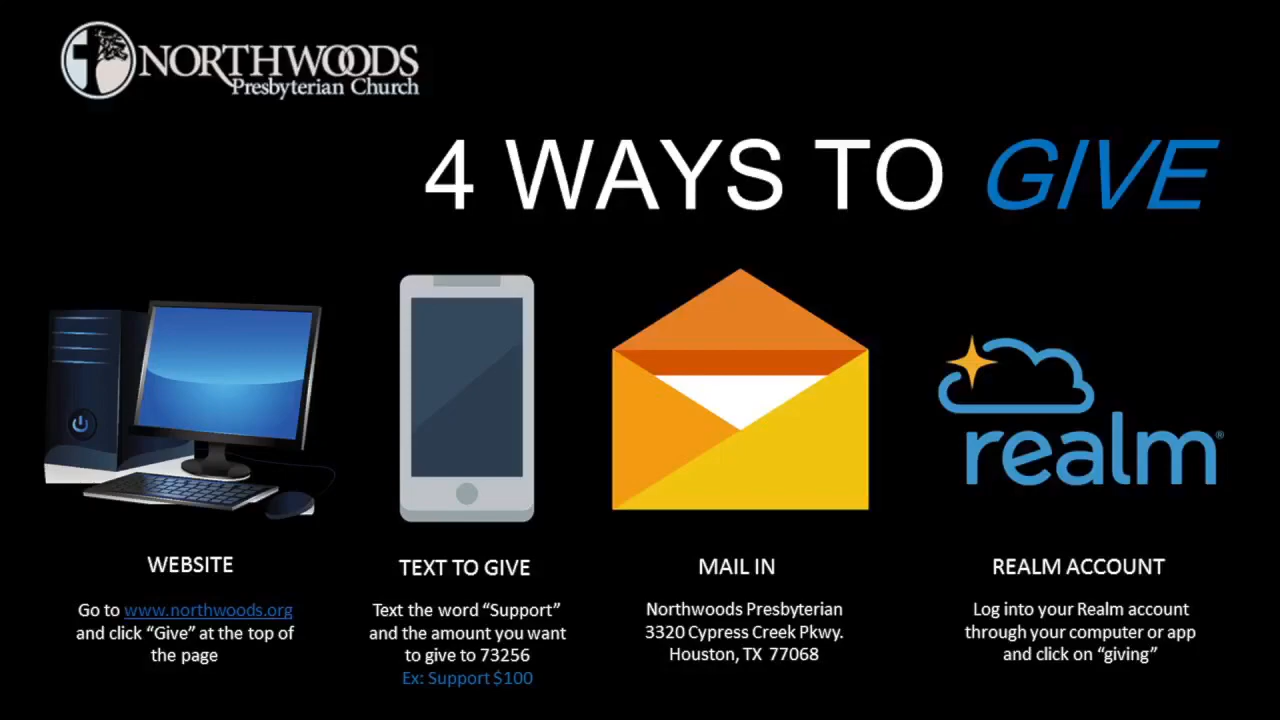 NORTHWOODS
Presbyterian Church
4 WAYS TO GIVE
realm®
WEBSITE
Go to www.northwoods.org
and click “Give” at the top of
the page
TEXT TO GIVE
Text the word “Support”
and the amount you want
to give to 73256
Ex: Support $100
MAIL IN
Northwoods Presbyterian
3320 Cypress Creek Pkwy.
Houston, TX 77068
REALM ACCOUNT
Log into your Realm account
through your computer or app
and click on “giving”